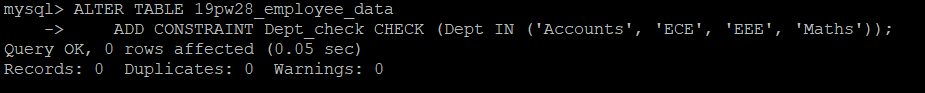 mysql> ALTER TABLE 19pw28_employee_data
    ->     ADD CONSTRAINT Dept_check CHECK (Dept IN ('Accounts', 'ECE', 'EEE', 'Maths'));
Query OK, 0 rows affected (0.05 sec)
Records: 0  Duplicates: 0  Warnings: 0